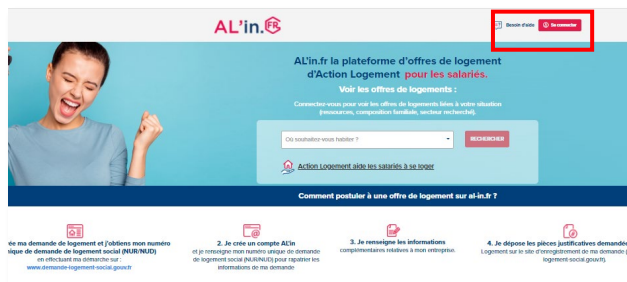 AL'in.FR
Besoin d'aide Se connecter
AL'in.fr la plateforme d'offres de logement
d'Action Logement pour les salariés.
Voir les offres de logements :
Connectez-vous pour voir les offres de logements liées à votre situation
(ressources, composition familiale, secteur recherché).
Où souhaitez-vous habiter ? RECHERCHER
Action Logement aide les salariés à se loger
Comment postuler à une offre de logement sur al-in.fr ?
ée ma demande de logement et j'obtiens mon numéro
nique de demande de logement social (NUR/NUD)
en effectuant ma démarche sur :
www.demande-logement-social.gouv.fr
2. Je crée un compte AL'in
et je renseigne mon numéro unique de demande
de logement social (NUR/NUD) pour rapatrier les
informations de ma demande
3. Je renseigne les informations
complémentaires relatives à mon entreprise.
4. Je dépose les pièces justificatives demandée
Logement sur le site d'enregistrement de ma demande (
logement-social.gouv.fr).